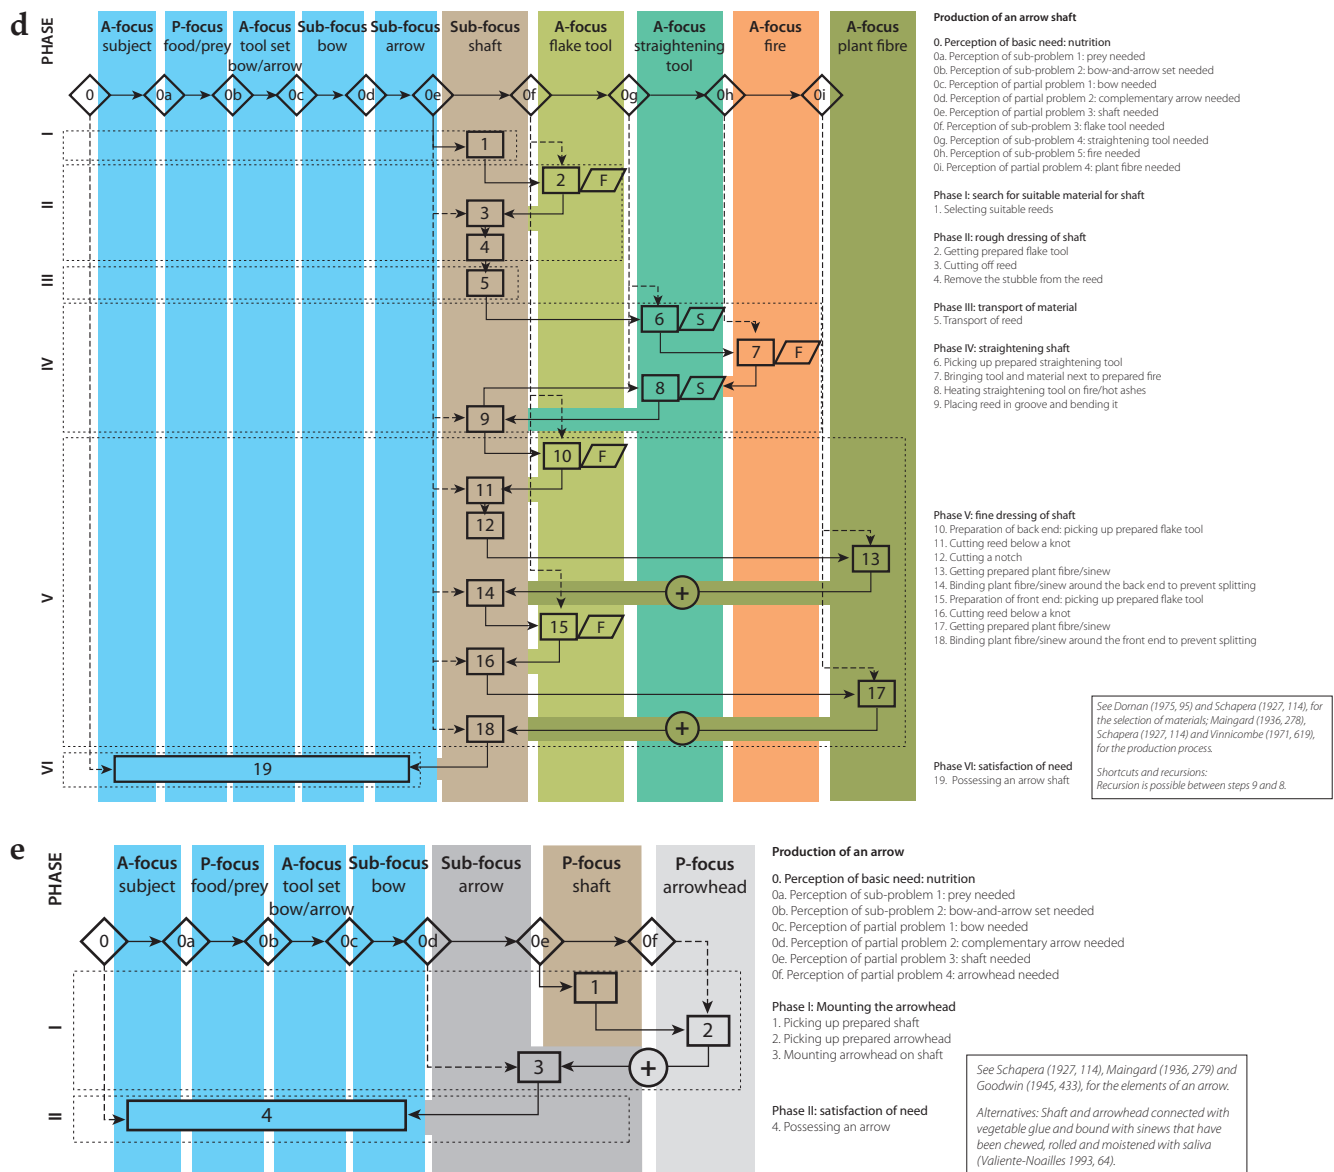 d
PHASE
A-focus
subject
P-focus
food/prey
A-focus
tool set
bow/arrow
Sub-focus
bow
Sub-focus
arrow
Sub-focus
shaft
A-focus
flake tool
A-focus
straightening
tool
A-focus
fire
A-focus
plant fibre
0
0a
0b
0c
0d
0e
0f
0g
0h
0i
I
1
2
F
II
3
4
III
5
6
S
IV
7
F
8
S
9
10
F
11
12
13
V
14
+
15
F
16
17
18
+
VI
19
Production of an arrow shaft
0. Perception of basic need: nutrition
0a. Perception of sub-problem 1: prey needed
0b. Perception of sub-problem 2: bow-and-arrow set needed
0c. Perception of partial problem 1: bow needed
0d. Perception of partial problem 2: complementary arrow needed
0e. Perception of partial problem 3: shaft needed
0f. Perception of sub-problem 3: flake tool needed
0g. Perception of sub-problem 4: straightening tool needed
0h. Perception of sub-problem 5: fire needed
0i. Perception of partial problem 4: plant fibre needed
Phase I: search for suitable material for shaft
1. Selecting suitable reeds
Phase II: rough dressing of shaft
2. Getting prepared flake tool
3. Cutting off reed
4. Remove the stubble from the reed
Phase III: transport of material
5. Transport of reed
Phase IV: straightening shaft
6. Picking up prepared straightening tool
7. Bringing tool and material next to prepared fire
8. Heating straightening tool on fire/hot ashes
9. Placing reed in groove and bending it
Phase V: fine dressing of shaft
10. Preparation of back end: picking up prepared flake tool
11. Cutting reed below a knot
12. Cutting a notch
13. Getting prepared plant fibre/sinew
14. Binding plant fibre/sinew around the back end to prevent splitting
15. Preparation of front end: picking up prepared flake tool
16. Cutting reed below a knot
17. Getting prepared plant fibre/sinew
18. Binding plant fibre/sinew around the front end to prevent splitting
Phase VI: satisfaction of need
19. Possessing an arrow shaft
See Dornan (1975, 95) and Schapera (1927, 114), for
the selection of materials; Maingard (1936, 278),
Schapera (1927, 114) and Vinnicombe (1971, 619),
for the production process.
Shortcuts and recursions:
Recursion is possible between steps 9 and 8.
e
PHASE
A-focus
subject
P-focus
food/prey
A-focus
tool set
bow/arrow
Sub-focus
bow
Sub-focus
arrow
P-focus
shaft
P-focus
arrowhead
0
0a
0b
0c
0d
0e
0f
I
1
2
3
+
II
4
Production of an arrow
0. Perception of basic need: nutrition
0a. Perception of sub-problem 1: prey needed
0b. Perception of sub-problem 2: bow-and-arrow set needed
0c. Perception of partial problem 1: bow needed
0d. Perception of partial problem 2: complementary arrow needed
0e. Perception of partial problem 3: shaft needed
0f. Perception of partial problem 4: arrowhead needed
Phase I: Mounting the arrowhead
1. Picking up prepared shaft
2. Picking up prepared arrowhead
3. Mounting arrowhead on shaft
Phase II: satisfaction of need
4. Possessing an arrow
See Schapera (1927, 114), Maingard (1936, 279) and
Goodwin (1945, 433), for the elements of an arrow.
Alternatives: Shaft and arrowhead connected with
vegetable glue and bound with sinews that have
been chewed, rolled and moistened with saliva
(Valiente-Noailles 1993, 64).